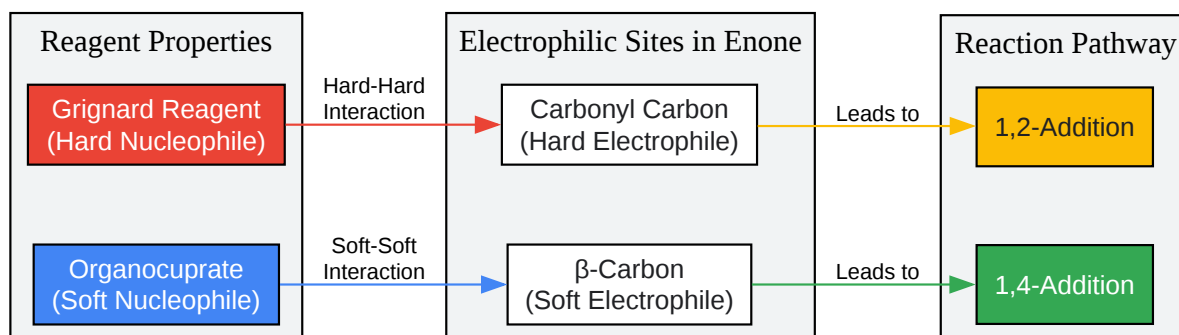 Reagent Properties
Electrophilic Sites in Enone
Reaction Pathway
Grignard Reagent
(Hard Nucleophile)
Hard-Hard
Interaction
Carbonyl Carbon
(Hard Electrophile)
Leads to
1,2-Addition
Organocuprate
(Soft Nucleophile)
Soft-Soft
Interaction
β-Carbon
(Soft Electrophile)
Leads to
1,4-Addition